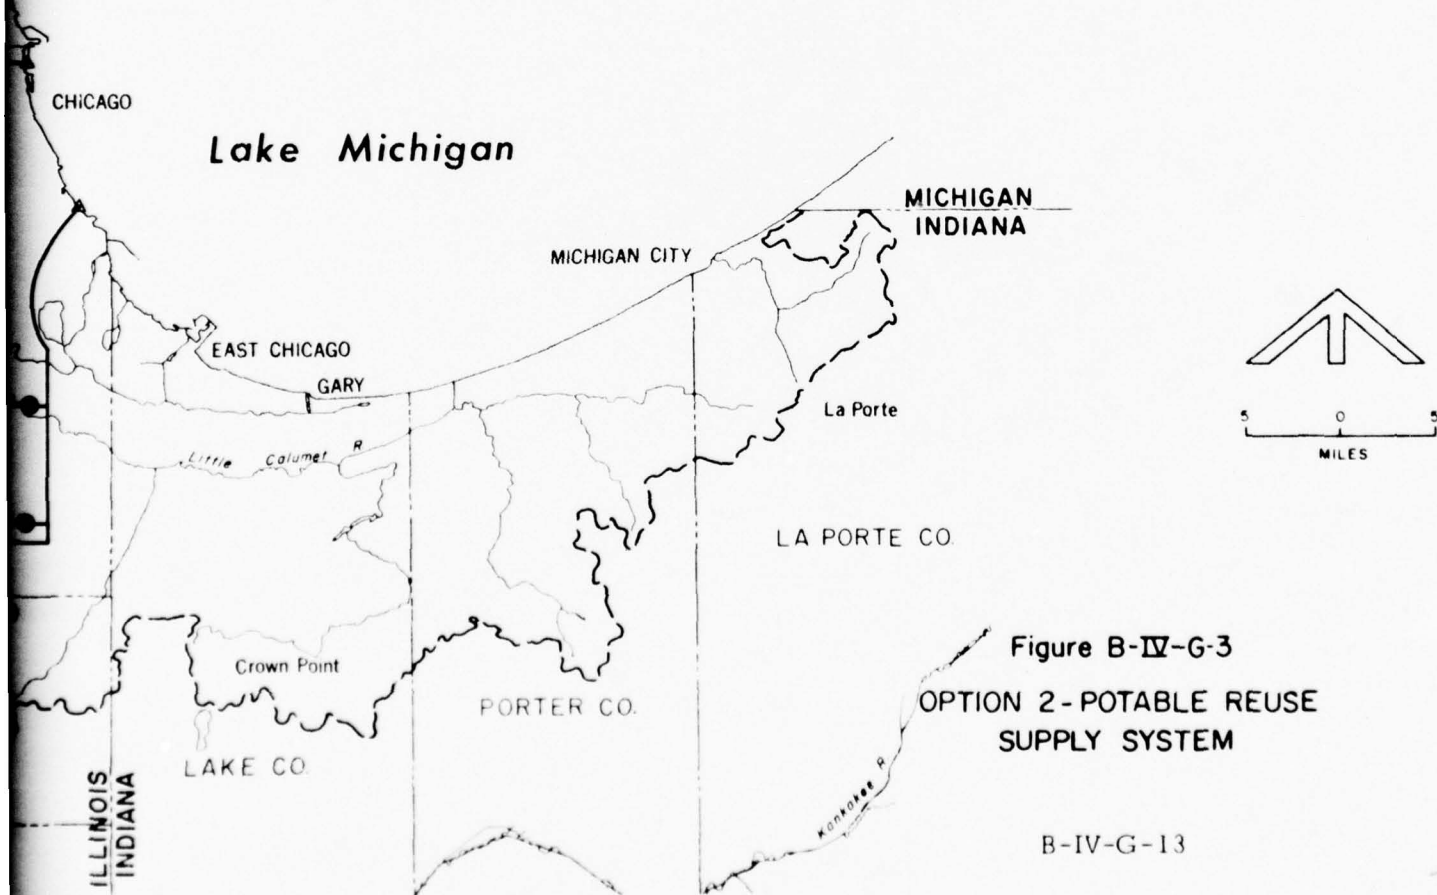 CHICAGO
Lake Michigan
MICHIGAN
INDIANA
MICHIGAN CITY
EAST CHICAGO
GARY
La Porte
5 0 5
MILES
Little Calumet R
LA PORTE CO.
Crown Point
PORTER CO.
LAKE CO.
ILLINOIS
INDIANA
Kankakee R
Figure B-IV-G-3
OPTION 2-POTABLE REUSE
SUPPLY SYSTEM
B-IV-G-13